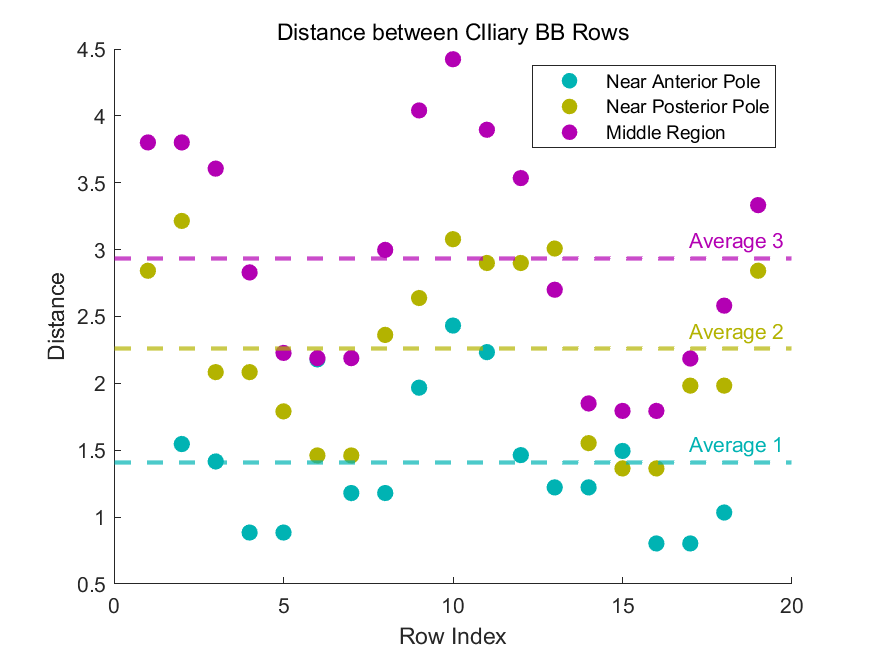 Distance between CIliary BB Rows
4.5
4
3.5
3
2.5
2
1.5
1
0.5
Distance
Near Anterior Pole
Near Posterior Pole
Middle Region
Average 3
Average 2
Average 1
0
5
10
15
20
Row Index